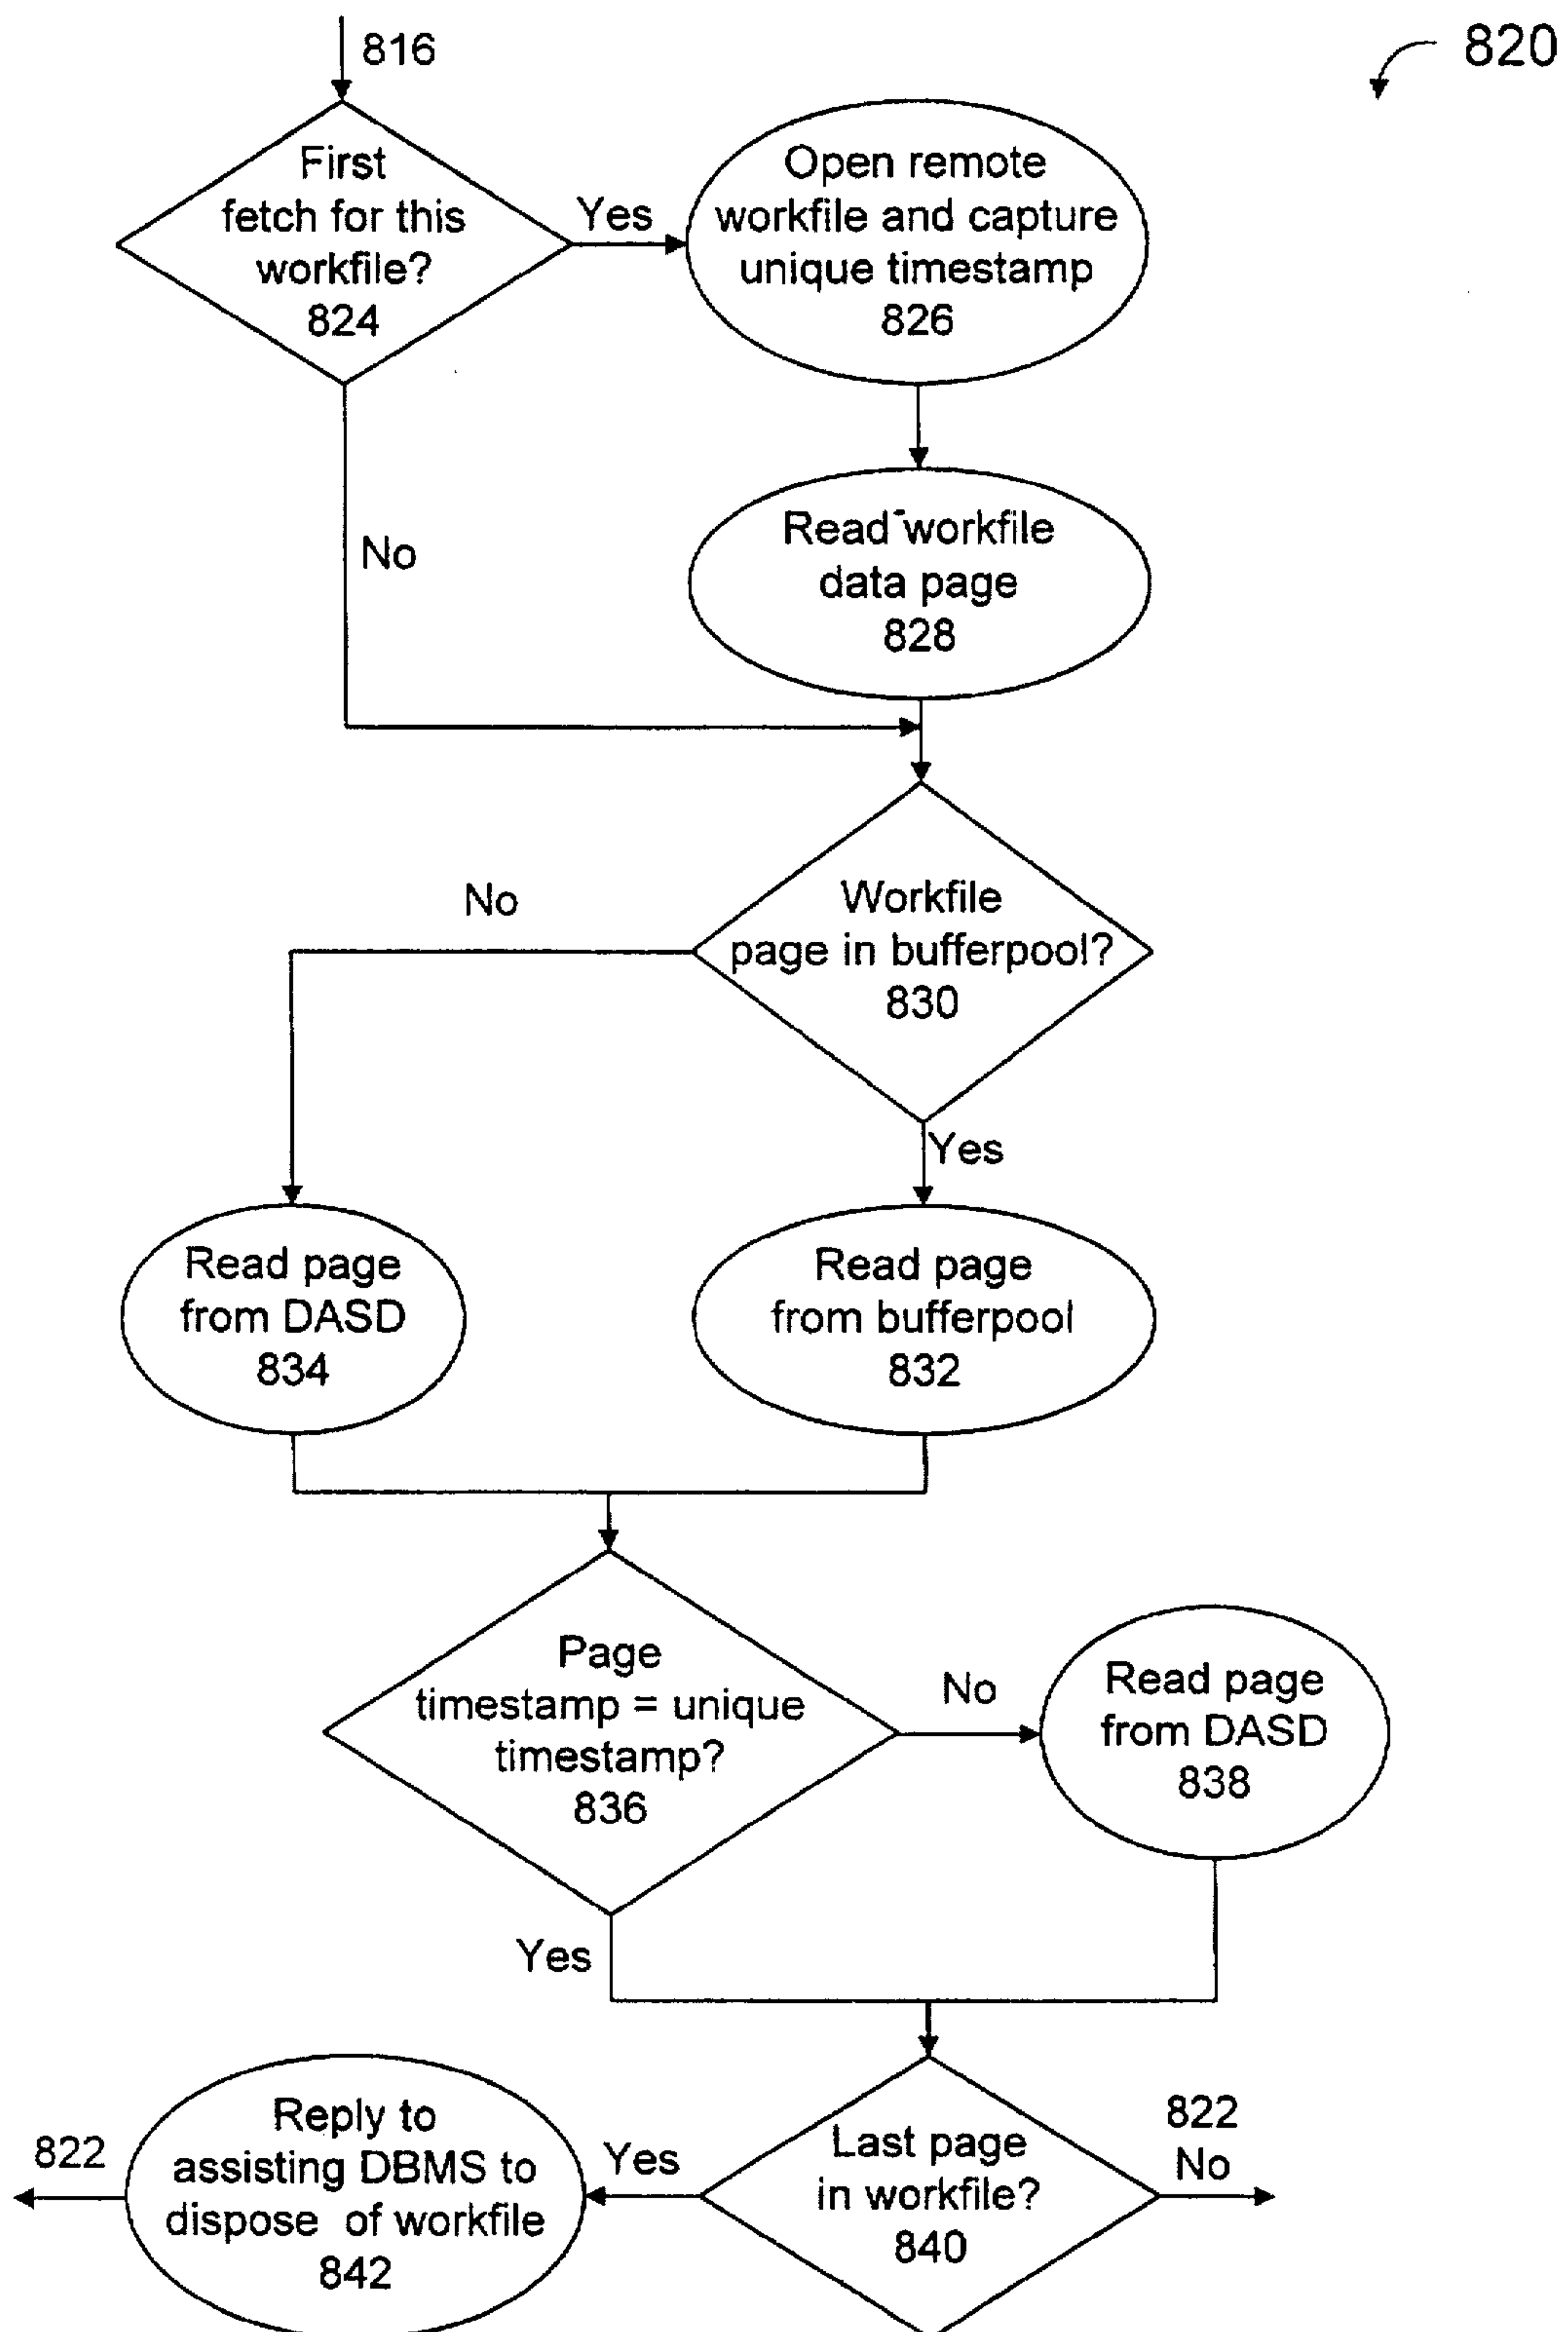 816
820
First
fetch for this
workfile?
824
Yes
Open remote
workfile and capture
unique timestamp
826
No
Read workfile
data page
828
No
Workfile
page in bufferpool?
830
Yes
Read page
from DASD
834
Read page
from bufferpool
832
Page
timestamp = unique
timestamp?
836
No
Read page
from DASD
838
Yes
822
Reply to
assisting DBMS to
dispose of workfile
842
Yes
Last page
in workfile?
840
822
No